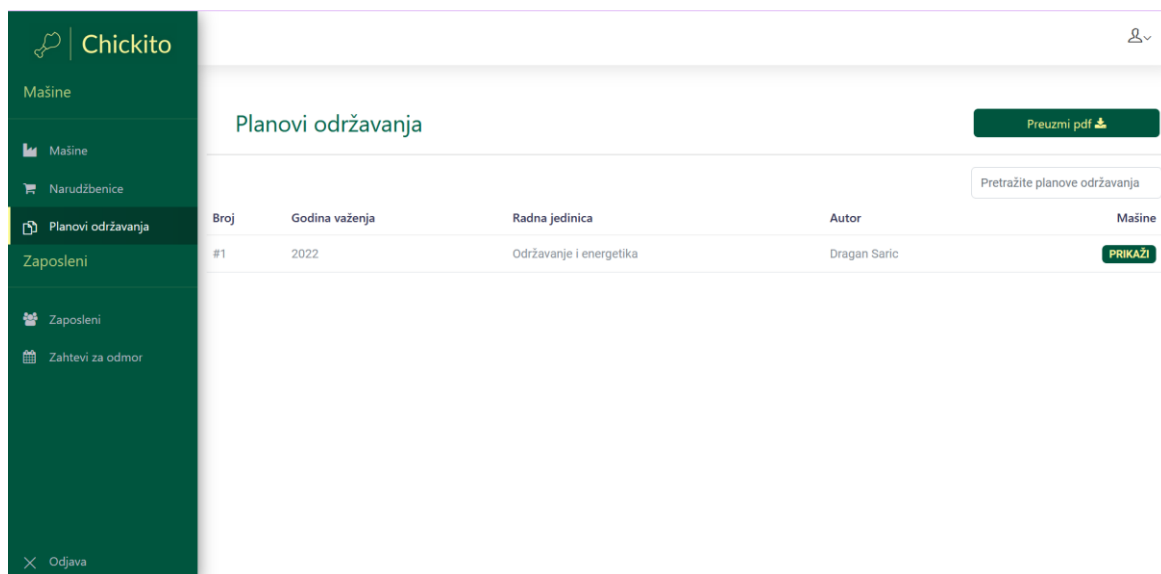 Chickito
Mašine
Mašine
Narudžbenice
Planovi održavanja
Zaposleni
Zaposleni
Zahtevi za odmor
Odjava
Planovi održavanja
Preuzmi pdf
Pretražite planove održavanja
Broj Godina važenja Radna jedinica Autor Mašine
#1 2022 Održavanje i energetika Dragan Saric PRIKAŽI